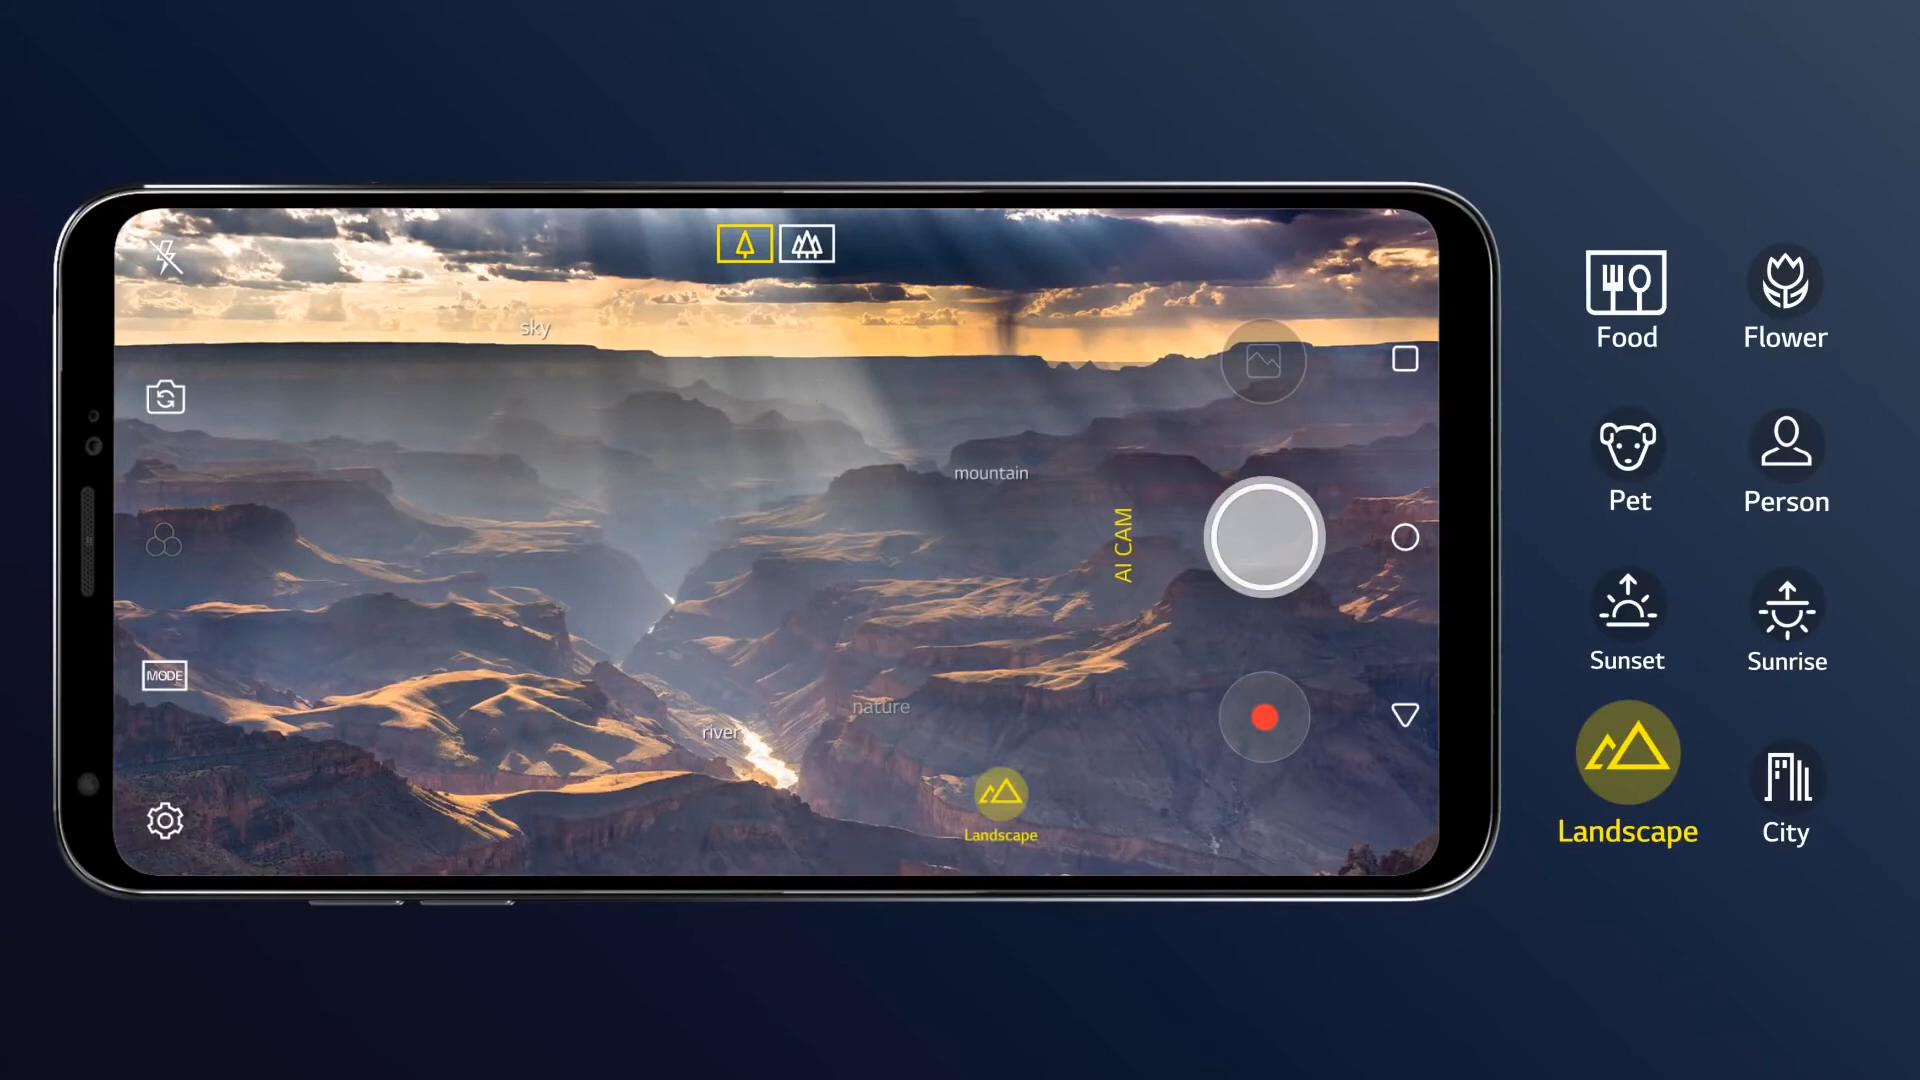 sky
mountain
AI CAM
MODE
nature
river
Landscape
Food
Flower
Pet
Person
Sunset
Sunrise
Landscape
City